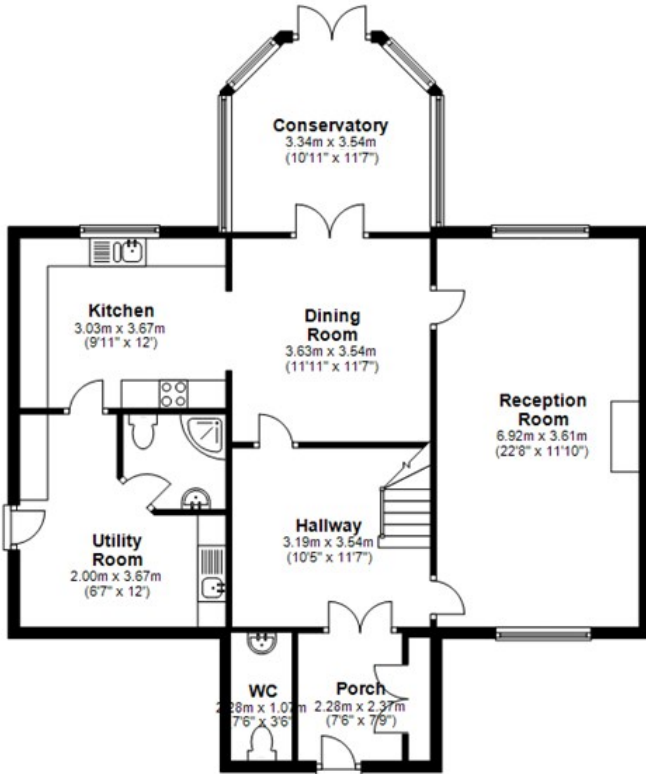 Conservatory
3.34m x 3.54m
(10'11" x 11'7")
Kitchen
3.03m x 3.67m
(9'11" x 12')
Dining
Room
3.63m x 3.54m
(11'11" x 11'7")
Reception
Room
6.92m x 3.61m
(22'8" x 11'10")
Utility
Room
2.00m x 3.67m
(6'7" x 12')
Hallway
3.19m x 3.54m
(10'5" x 11'7")
WC
2.28m x 1.07m
(7'6" x 3'6")
Porch
2.28m x 2.37m
(7'6" x 7'9")